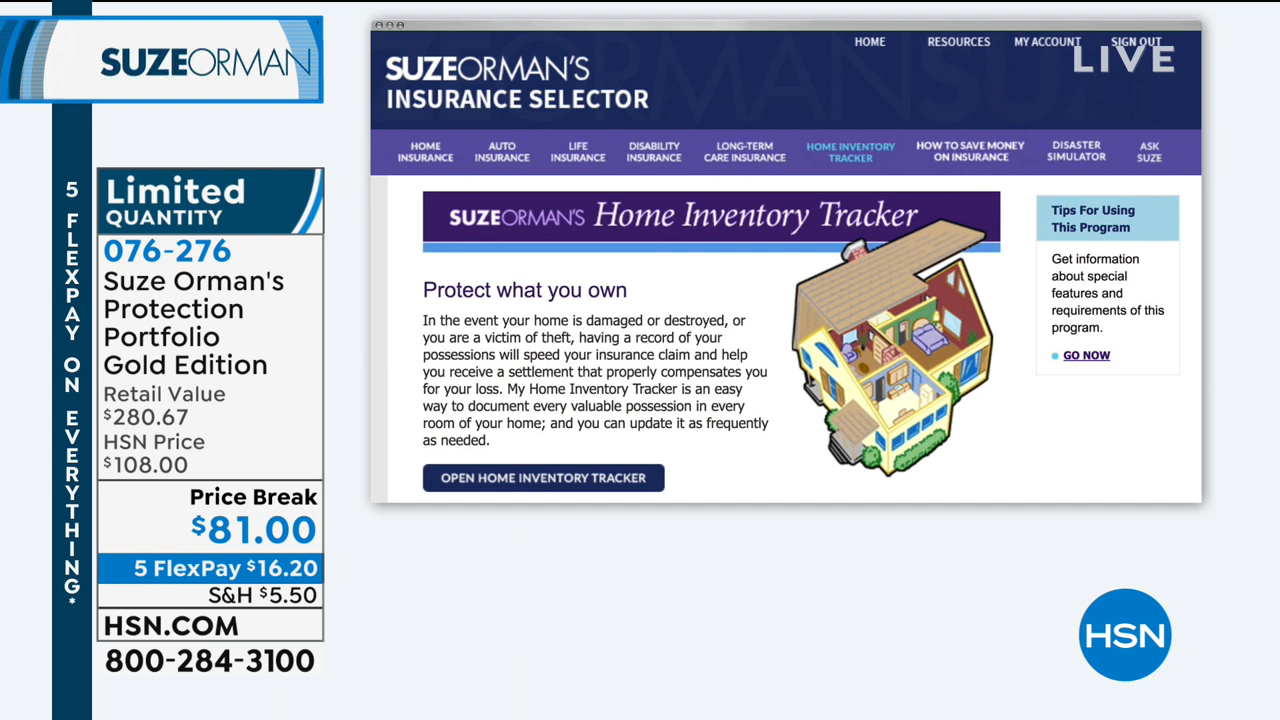 SUZEORMAN
5 FLEXPAY ON EVERYTHING*
Limited
QUANTITY
076-276
Suze Orman's
Protection
Portfolio
Gold Edition
Retail Value
$280.67
HSN Price
$108.00
Price Break
$81.00
5 FlexPay $16.20
S&H $5.50
HSN.COM
800-284-3100
HOME RESOURCES MY ACCOUNT SIGN OUT
LIVE
SUZEORMAN'S
INSURANCE SELECTOR
HOME INSURANCE
AUTO INSURANCE
LIFE INSURANCE
DISABILITY INSURANCE
LONG-TERM CARE INSURANCE
HOME INVENTORY TRACKER
HOW TO SAVE MONEY ON INSURANCE
DISASTER SIMULATOR
ASK SUZE
SUZEORMAN'S Home Inventory Tracker
Protect what you own
In the event your home is damaged or destroyed, or
you are a victim of theft, having a record of your
possessions will speed your insurance claim and help
you receive a settlement that properly compensates you
for your loss. My Home Inventory Tracker is an easy
way to document every valuable possession in every
room of your home; and you can update it as frequently
as needed.
OPEN HOME INVENTORY TRACKER
Tips For Using
This Program
Get information
about special
features and
requirements of this
program.
GO NOW
HSN